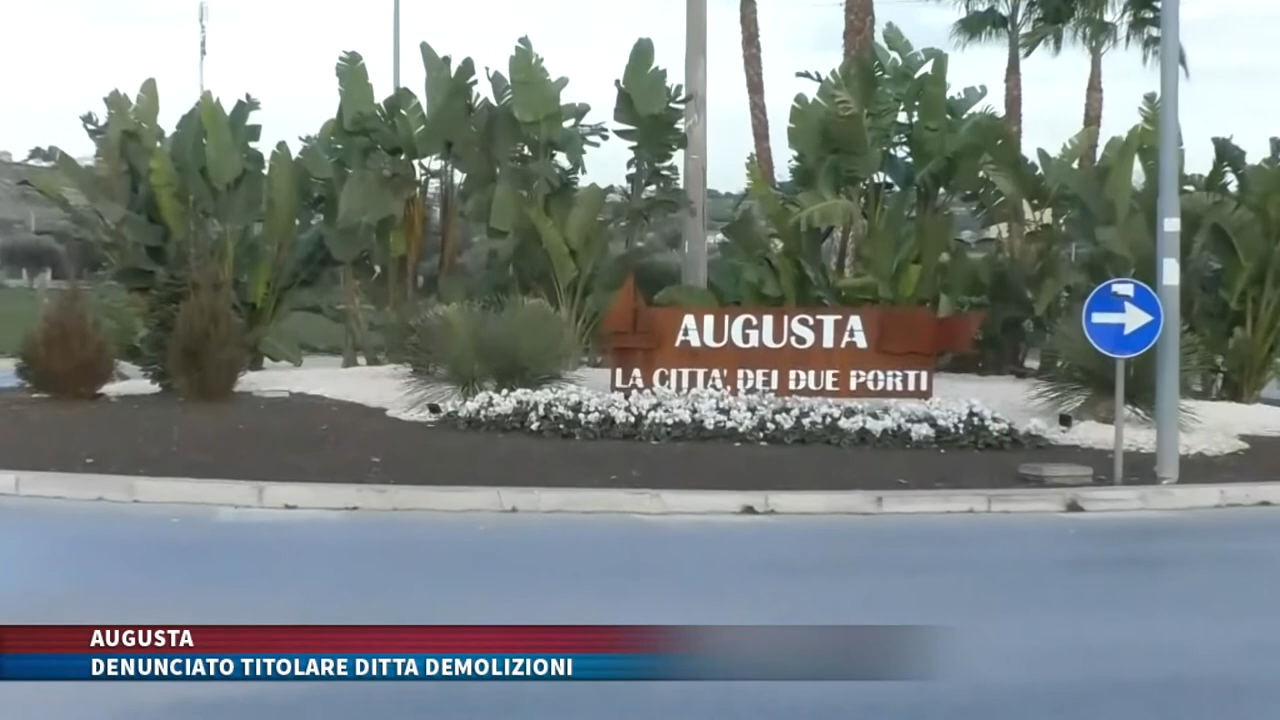 AUGUSTA
LA CITTA' DEI DUE PORTI
AUGUSTA
DENUNCIATO TITOLARE DITTA DEMOLIZIONI